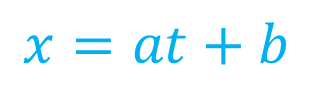 x = at + b